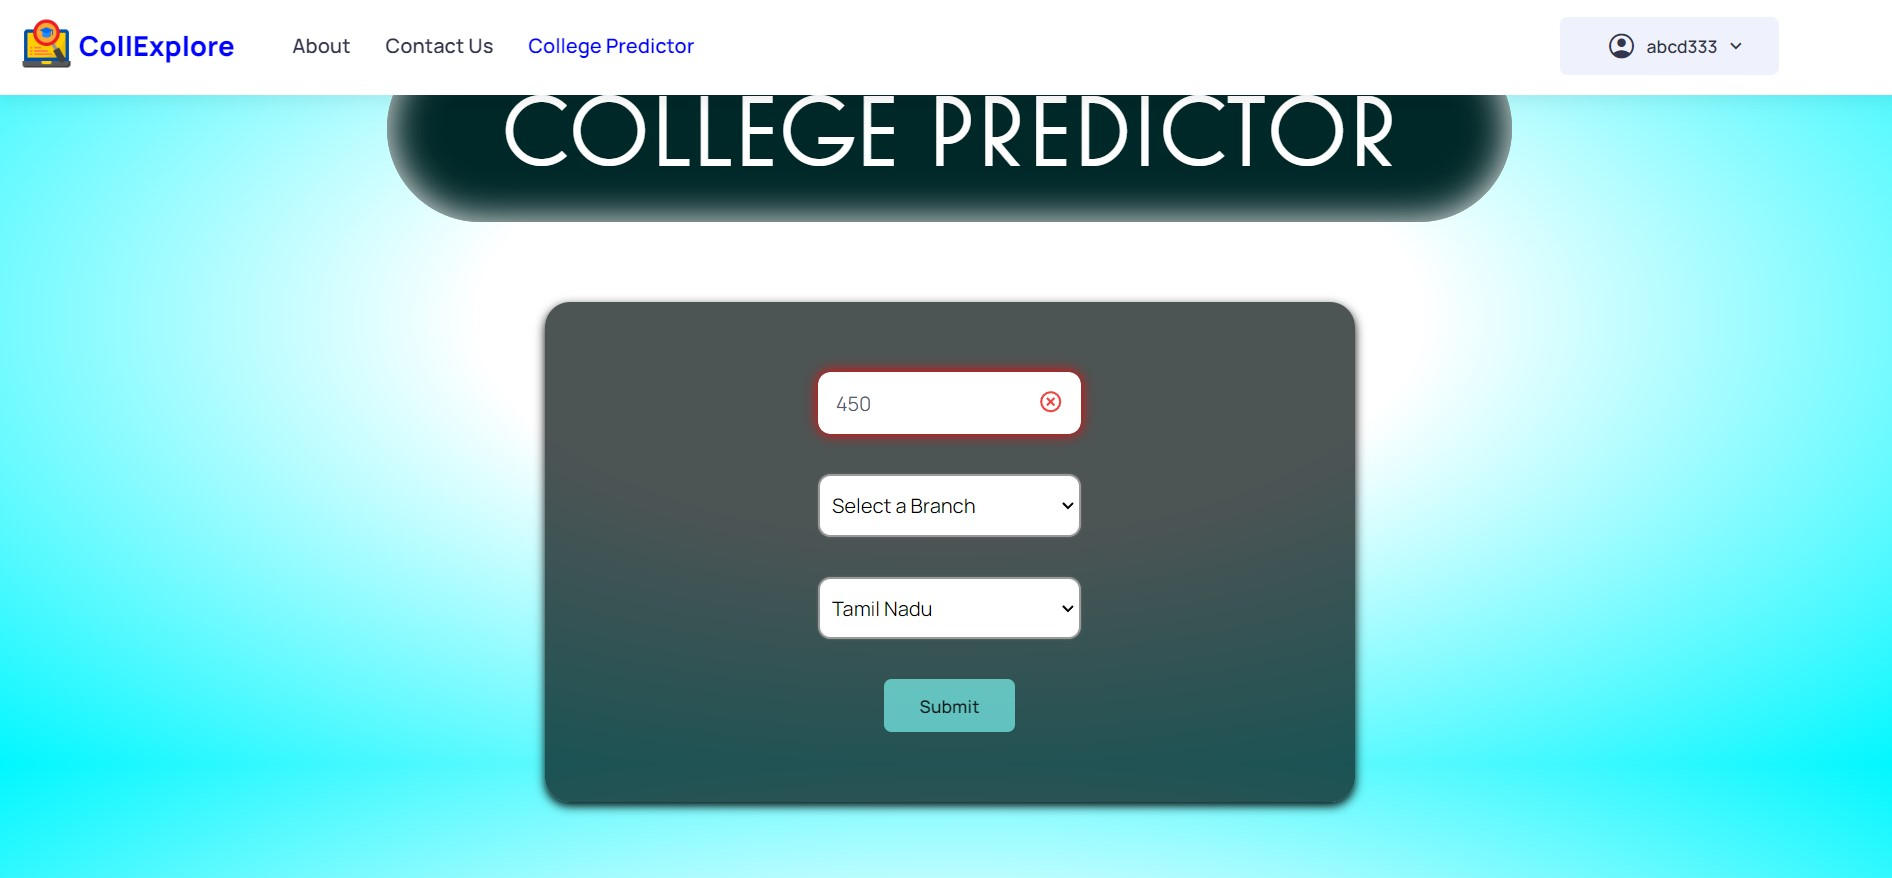 CollExplore About Contact Us College Predictor abcd333
COLLEGE PREDICTOR
450
Select a Branch
Tamil Nadu
Submit